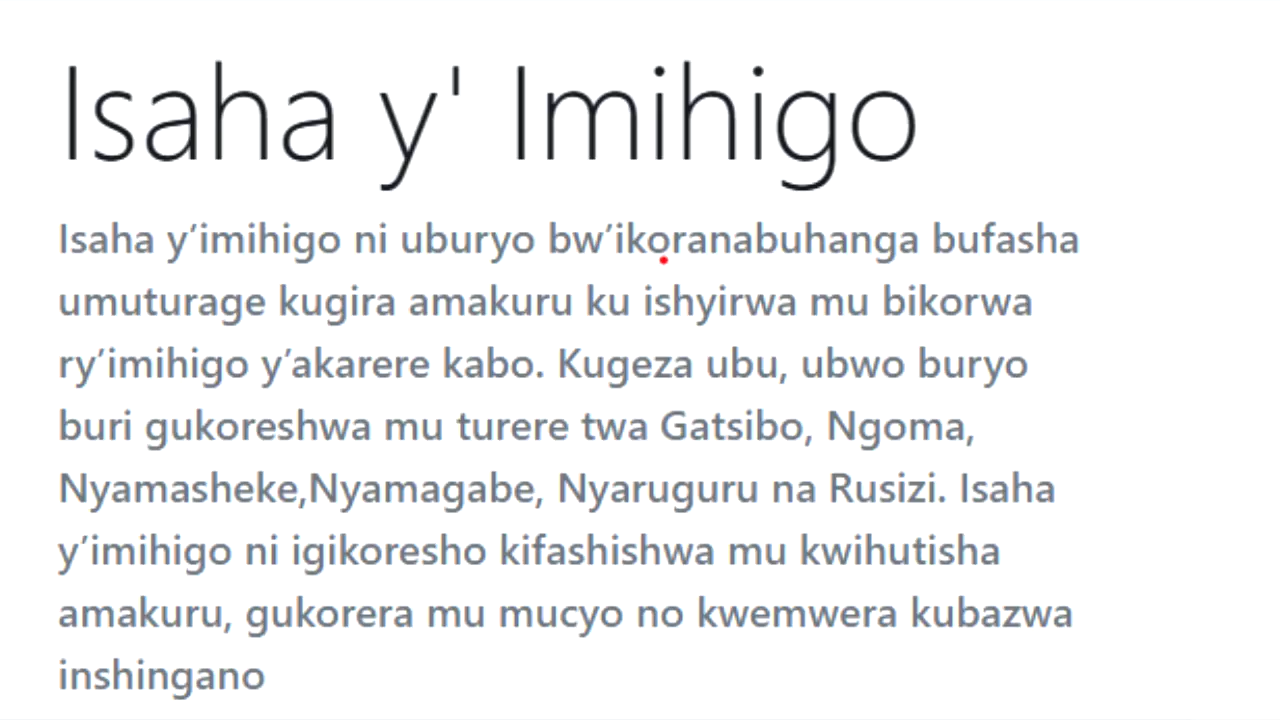 Isaha y' Imihigo
Isaha y’imihigo ni uburyo bw’ikoranabuhanga bufasha
umuturage kugira amakuru ku ishyirwa mu bikorwa
ry’imihigo y’akarere kabo. Kugeza ubu, ubwo buryo
buri gukoreshwa mu turere twa Gatsibo, Ngoma,
Nyamasheke,Nyamagabe, Nyaruguru na Rusizi. Isaha
y’imihigo ni igikoresho kifashishwa mu kwihutisha
amakuru, gukorera mu mucyo no kwemwera kubazwa
inshingano